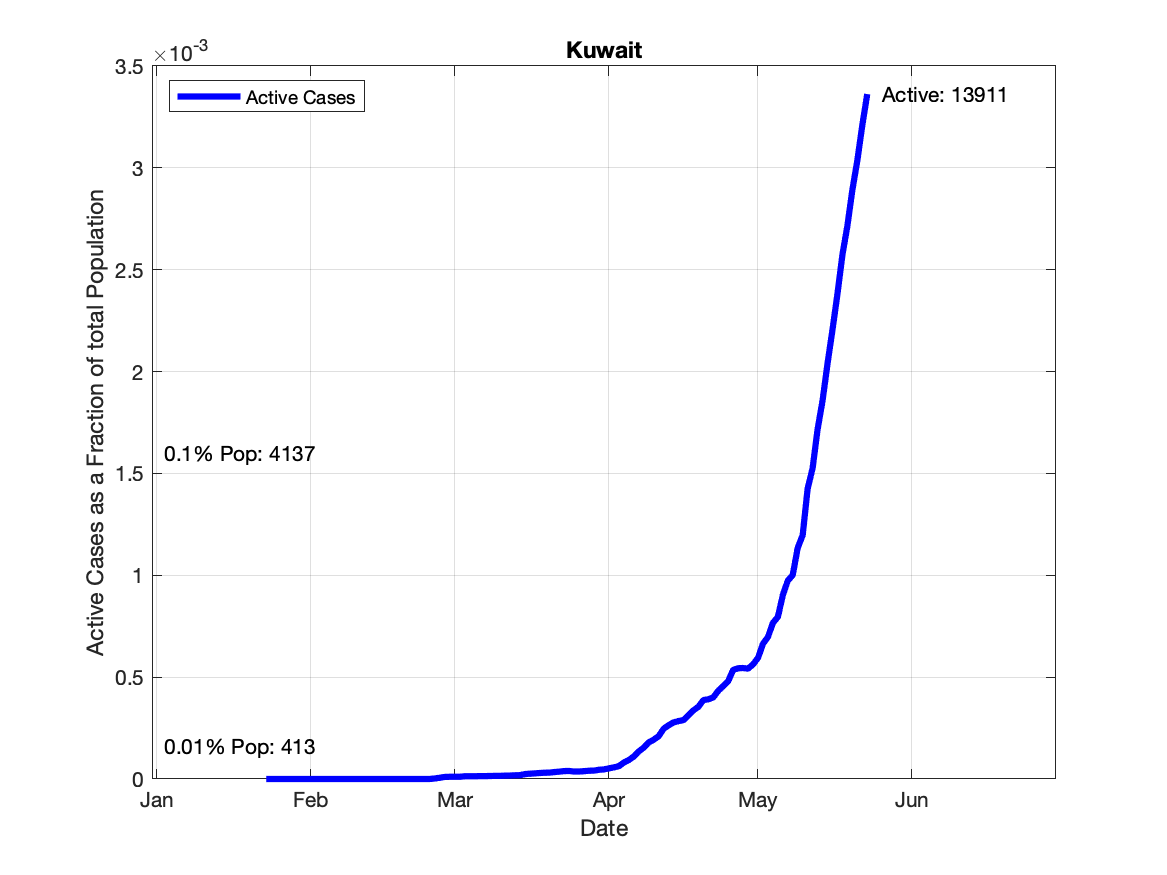 Kuwait
×10^-3
3.5
3
2.5
2
1.5
1
0.5
0
Active Cases as a Fraction of total Population
Active Cases
Active: 13911
0.1% Pop: 4137
0.01% Pop: 413
Jan Feb Mar Apr May Jun
Date